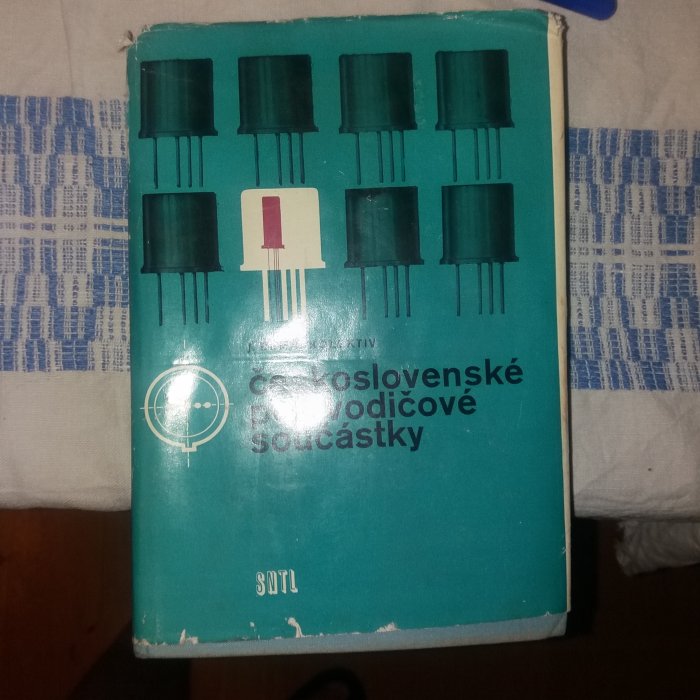 kolektiv
československé
polovodičové
součástky
SNTL